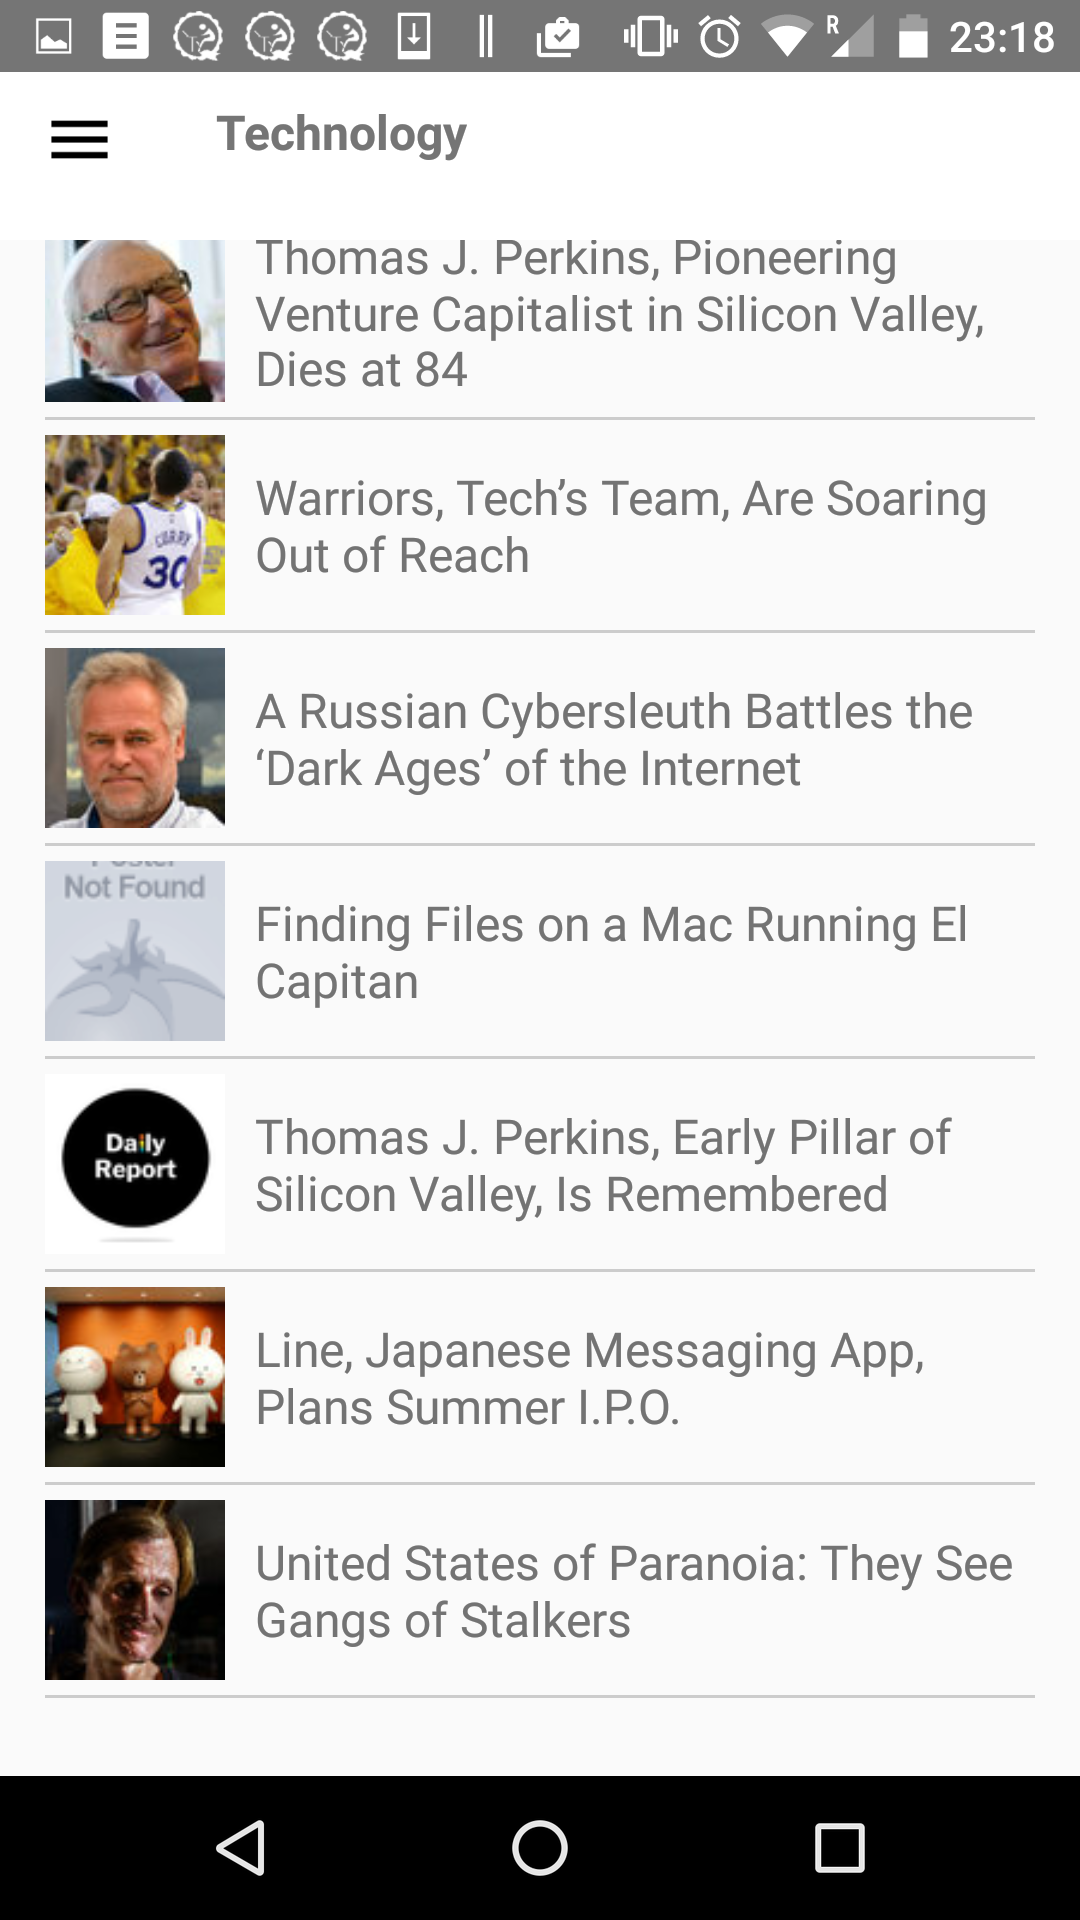 R 23:18
Technology
Thomas J. Perkins, Pioneering
Venture Capitalist in Silicon Valley,
Dies at 84
CURRY
30
Warriors, Tech’s Team, Are Soaring
Out of Reach
A Russian Cybersleuth Battles the
‘Dark Ages’ of the Internet
Poster
Not Found
Finding Files on a Mac Running El
Capitan
Daily
Report
Thomas J. Perkins, Early Pillar of
Silicon Valley, Is Remembered
Line, Japanese Messaging App,
Plans Summer I.P.O.
United States of Paranoia: They See
Gangs of Stalkers